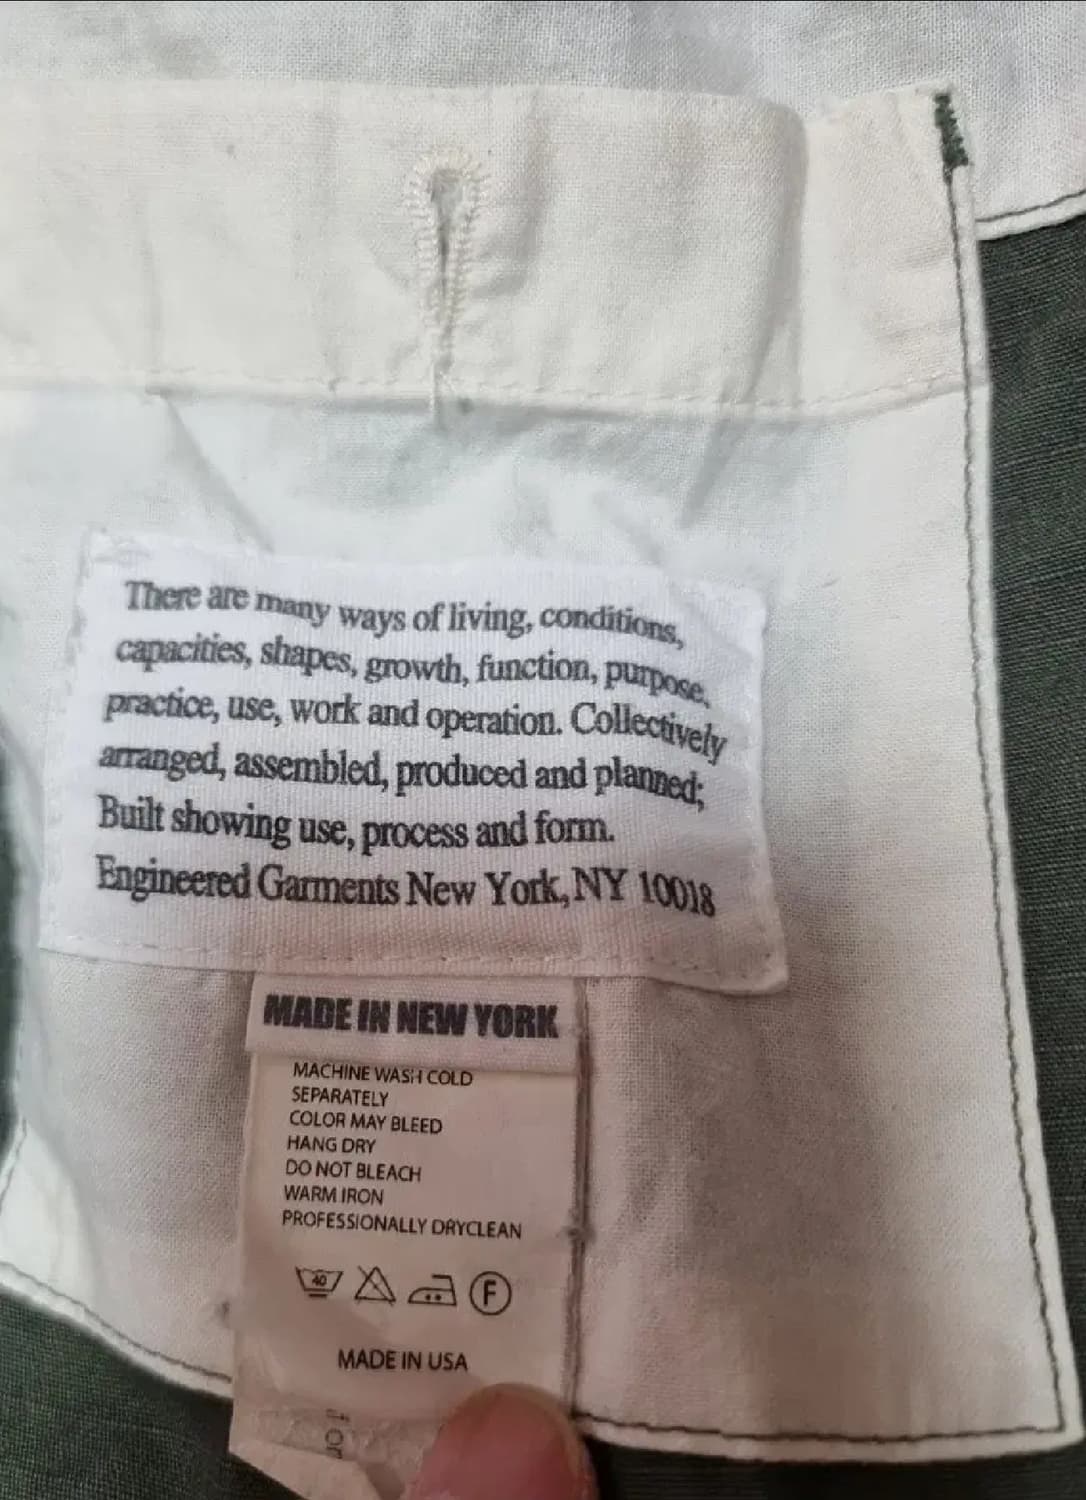 There are many ways of living, conditions,
capacities, shapes, growth, function, purpose,
practice, use, work and operation. Collectively
arranged, assembled, produced and planned;
Built showing use, process and form.
Engineered Garments New York, NY 10018
MADE IN NEW YORK
MACHINE WASH COLD
SEPARATELY
COLOR MAY BLEED
HANG DRY
DO NOT BLEACH
WARM IRON
PROFESSIONALLY DRYCLEAN
40 F
MADE IN USA